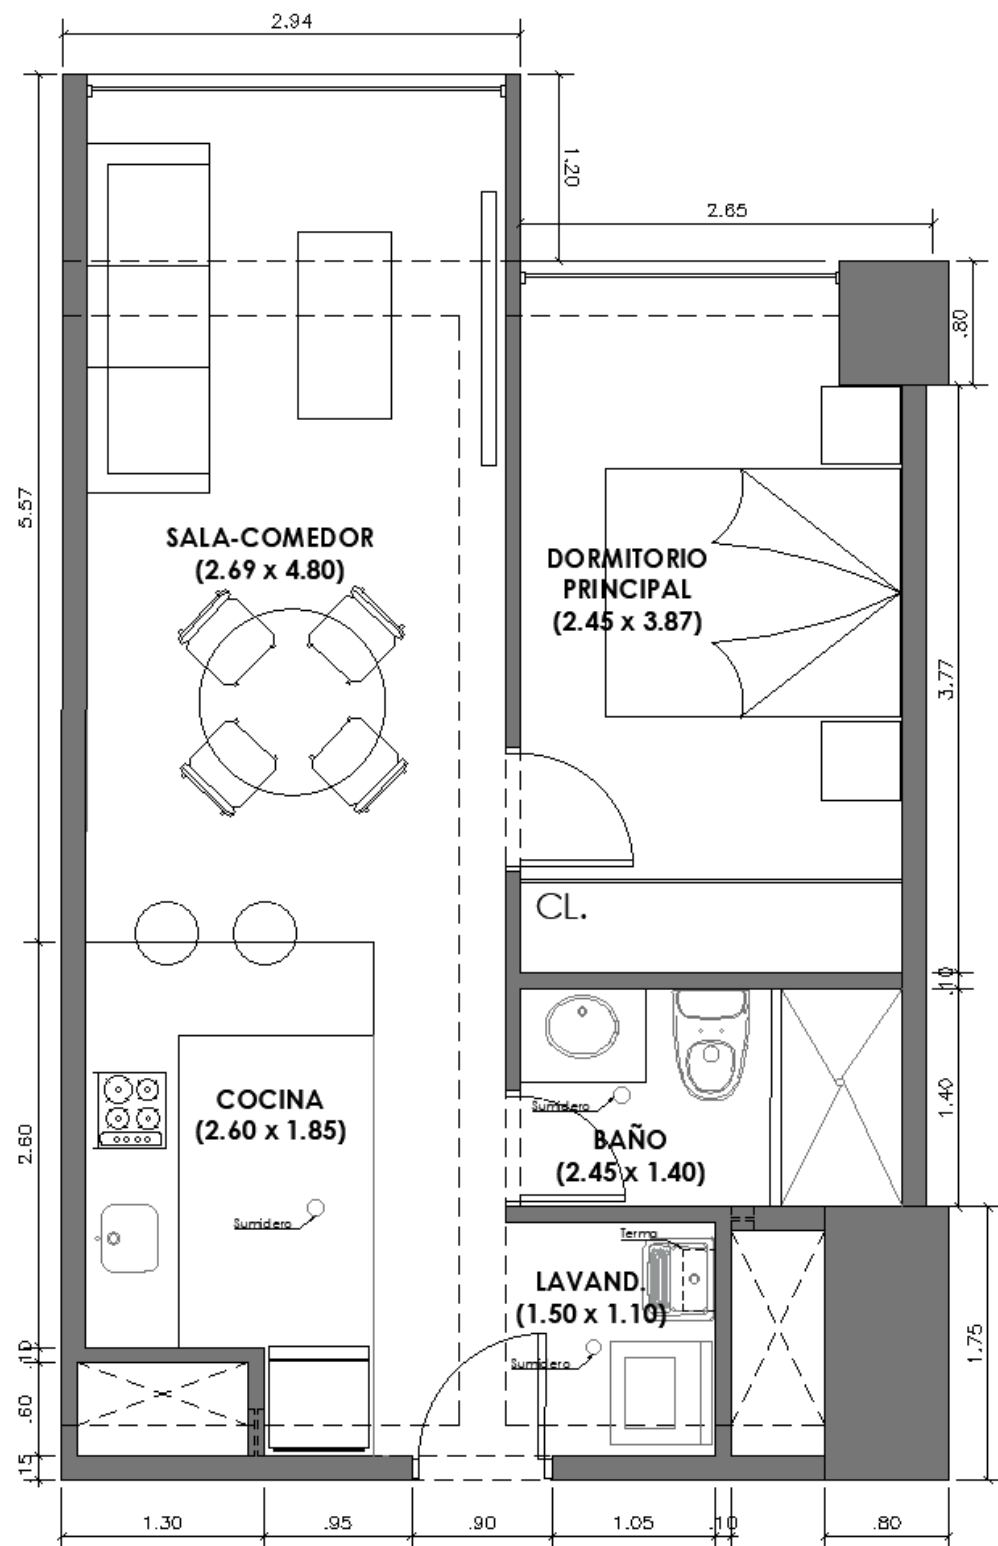 2.94
1.20
2.65
.80
5.57
SALA-COMEDOR
(2.69 x 4.80)
DORMITORIO
PRINCIPAL
(2.45 x 3.87)
3.77
CL.
.10
COCINA
(2.60 x 1.85)
Sumidero
BAÑO
(2.45 x 1.40)
1.40
2.60
Sumidero
Terma
LAVAND.
(1.50 x 1.10)
Sumidero
1.75
.10
.60
.15
1.30
.95
.90
1.05
.10
.80